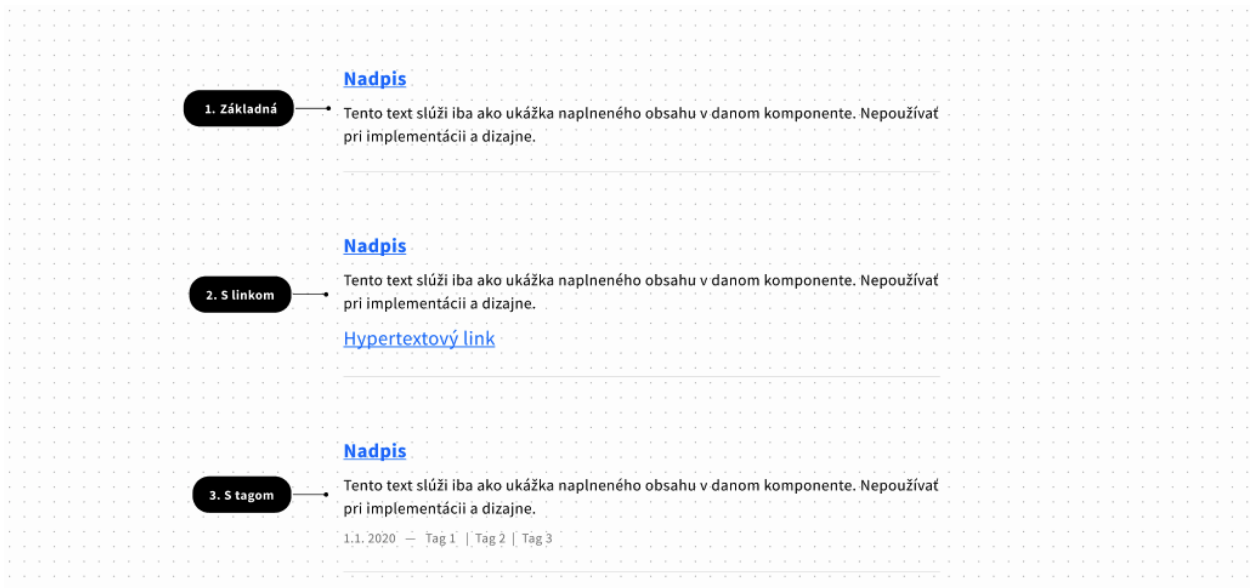 Nadpis
1. Základná
Tento text slúži iba ako ukážka naplneného obsahu v danom komponente. Nepoužívať
pri implementácii a dizajne.
Nadpis
2. S linkom
Tento text slúži iba ako ukážka naplneného obsahu v danom komponente. Nepoužívať
pri implementácii a dizajne.
Hypertextový link
Nadpis
3. S tagom
Tento text slúži iba ako ukážka naplneného obsahu v danom komponente. Nepoužívať
pri implementácii a dizajne.
1.1. 2020 — Tag 1 | Tag 2 | Tag 3